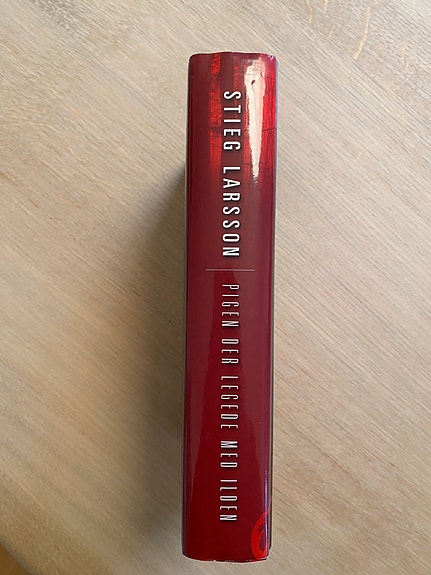 STIEG LARSSON
PIGEN DER LEGEDE MED ILDEN